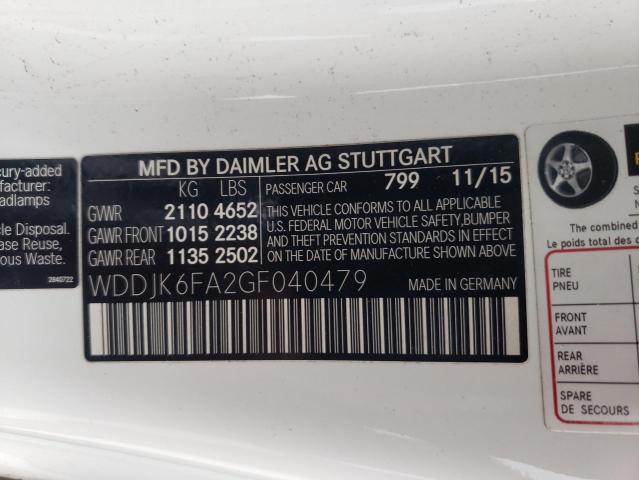 cury-added
facturer:
eadlamps
cle Disposal.
ase Reuse,
ous Waste.
2840722
MFD BY DAIMLER AG STUTTGART
KG LBS PASSENGER CAR 799 11/15
GWVR 2110 4652
GAWR FRONT 1015 2238
GAWR REAR 1135 2502
THIS VEHICLE CONFORMS TO ALL APPLICABLE
U.S. FEDERAL MOTOR VEHICLE SAFETY,BUMPER
AND THEFT PREVENTION STANDARDS IN EFFECT
ON THE DATE OF MANUFACTURE SHOWN ABOVE
WDDJK6FA2GF040479 MADE IN GERMANY
The combined
Le poids total des
TIRE
PNEU
FRONT
AVANT
REAR
ARRIÈRE
SPARE
DE SECOURS